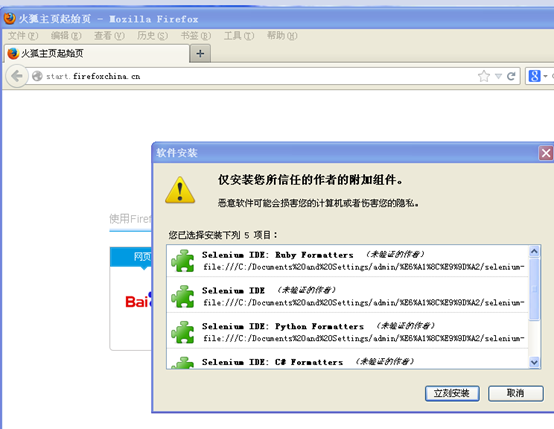 火狐主页起始页 - Mozilla Firefox
文件(F) 编辑(E) 查看(V) 历史(S) 书签(B) 工具(T) 帮助(H)
火狐主页起始页
start.firefoxchina.cn
软件安装
仅安装您所信任的作者的附加组件。
恶意软件可能会损害您的计算机或者伤害您的隐私。
使用Firef
网页
Bai
您已选择安装下列 5 项目:
Selenium IDE: Ruby Formatters (未验证的作者)
file:///C:/Documents%20and%20Settings/admin/%E6%A1%8C%E9%9D%A2/selenium-
Selenium IDE (未验证的作者)
file:///C:/Documents%20and%20Settings/admin/%E6%A1%8C%E9%9D%A2/selenium-
Selenium IDE: Python Formatters (未验证的作者)
file:///C:/Documents%20and%20Settings/admin/%E6%A1%8C%E9%9D%A2/selenium-
Selenium IDE: C# Formatters (未验证的作者)
立刻安装 取消